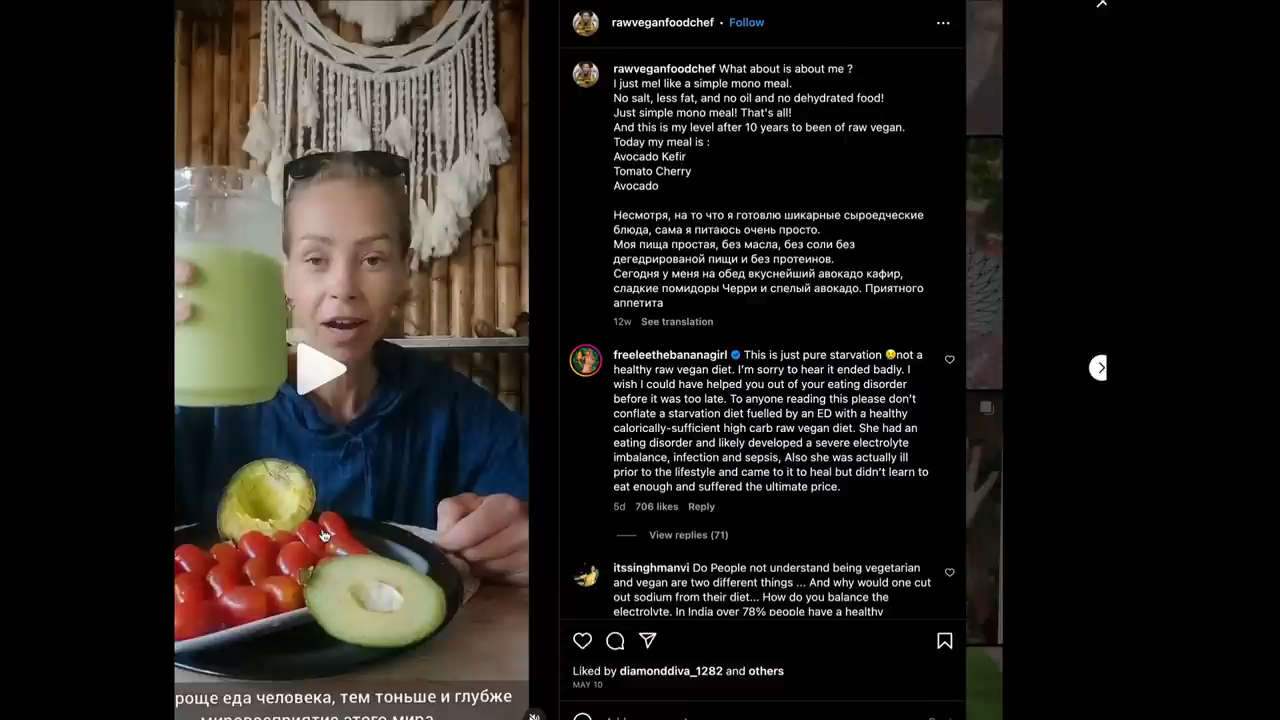 rawveganfoodchef • Follow
rawveganfoodchef What about is about me ?
I just mel like a simple mono meal.
No salt, less fat, and no oil and no dehydrated food!
Just simple mono meal! That's all!
And this is my level after 10 years to been of raw vegan.
Today my meal is :
Avocado Kefir
Tomato Cherry
Avocado
Несмотря, на то что я готовлю шикарные сыроедческие
блюда, сама я питаюсь очень просто.
Моя пища простая, без масла, без соли без
дегедрированой пищи и без протеинов.
Сегодня у меня на обед вкуснейший авокадо кафир,
сладкие помидоры Черри и спелый авокадо. Приятного
аппетита
12w See translation
freeleethebananagirl This is just pure starvation 😢not a
healthy raw vegan diet. I'm sorry to hear it ended badly. I
wish I could have helped you out of your eating disorder
before it was too late. To anyone reading this please don't
conflate a starvation diet fuelled by an ED with a healthy
calorically-sufficient high carb raw vegan diet. She had an
eating disorder and likely developed a severe electrolyte
imbalance, infection and sepsis, Also she was actually ill
prior to the lifestyle and came to it to heal but didn't learn to
eat enough and suffered the ultimate price.
5d 706 likes Reply
View replies (71)
itssinghmanvi Do People not understand being vegetarian
and vegan are two different things ... And why would one cut
out sodium from their diet... How do you balance the
electrolyte. In India over 78% people have a healthy
Liked by diamonddiva_1282 and others
MAY 10
роще еда человека, тем тоньше и глубже
мировосприятие этого мира